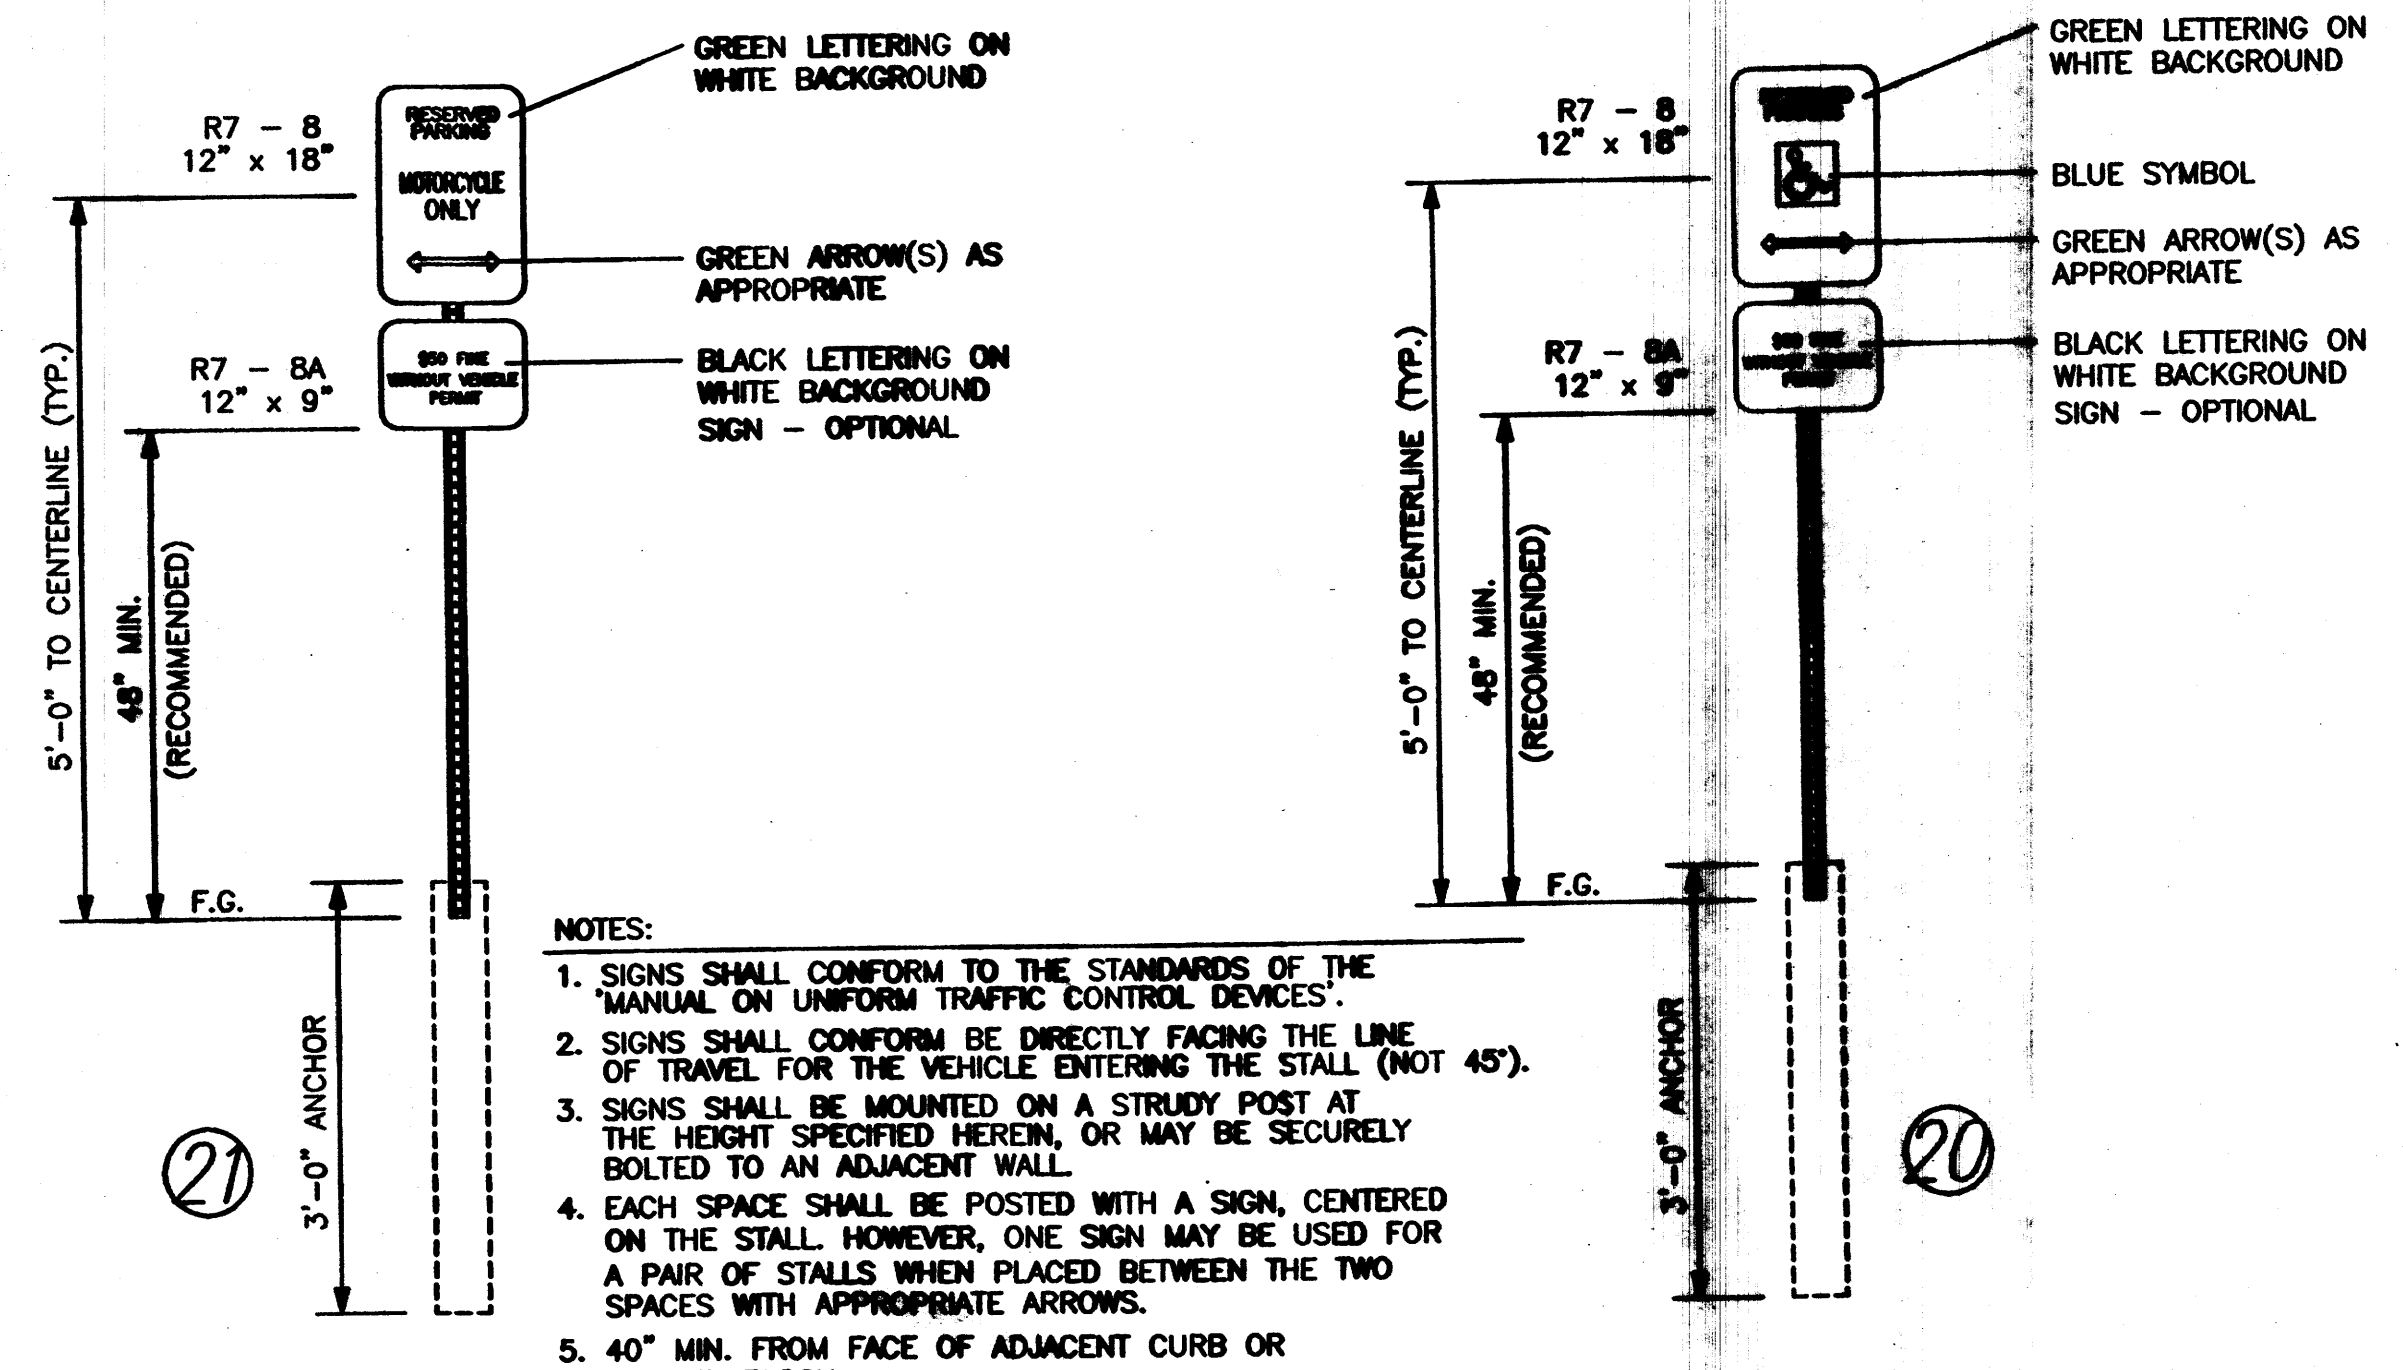 GREEN LETTERING ON
WHITE BACKGROUND
R7 – 8
12" x 18"
RESERVED
PARKING
MOTORCYCLE
ONLY
GREEN ARROW(S) AS
APPROPRIATE
R7 – 8A
12" x 9"
$50 FINE
WITHOUT VEHICLE
PERMIT
BLACK LETTERING ON
WHITE BACKGROUND
SIGN – OPTIONAL
5'–0" TO CENTERLINE (TYP.)
48" MIN.
(RECOMMENDED)
F.G.
3'–0" ANCHOR
21
NOTES:
1. SIGNS SHALL CONFORM TO THE STANDARDS OF THE
'MANUAL ON UNIFORM TRAFFIC CONTROL DEVICES'.
2. SIGNS SHALL CONFORM BE DIRECTLY FACING THE LINE
OF TRAVEL FOR THE VEHICLE ENTERING THE STALL (NOT 45°).
3. SIGNS SHALL BE MOUNTED ON A STRUDY POST AT
THE HEIGHT SPECIFIED HEREIN, OR MAY BE SECURELY
BOLTED TO AN ADJACENT WALL.
4. EACH SPACE SHALL BE POSTED WITH A SIGN, CENTERED
ON THE STALL. HOWEVER, ONE SIGN MAY BE USED FOR
A PAIR OF STALLS WHEN PLACED BETWEEN THE TWO
SPACES WITH APPROPRIATE ARROWS.
5. 40" MIN. FROM FACE OF ADJACENT CURB OR
GREEN LETTERING ON
WHITE BACKGROUND
R7 – 8
12" x 18"
BLUE SYMBOL
GREEN ARROW(S) AS
APPROPRIATE
R7 – 8A
12" x 9"
BLACK LETTERING ON
WHITE BACKGROUND
SIGN – OPTIONAL
5'–0" TO CENTERLINE (TYP.)
48" MIN.
(RECOMMENDED)
F.G.
3'–0" ANCHOR
20